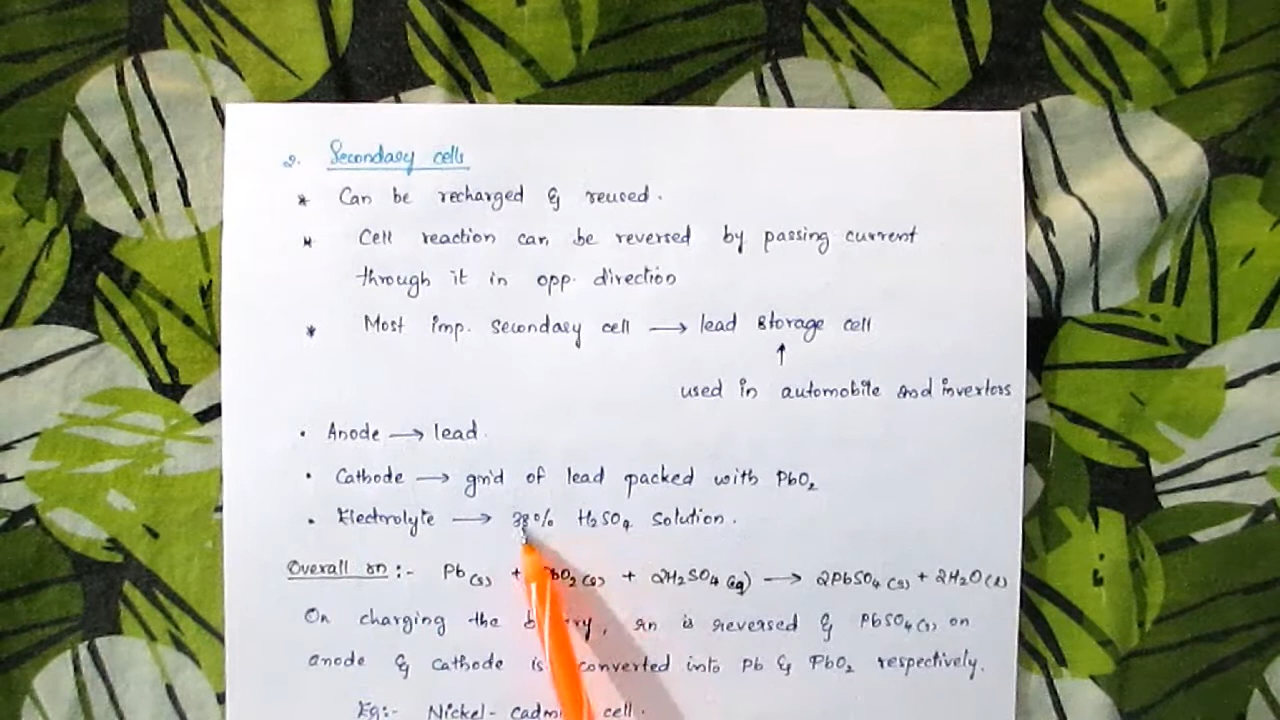 2. Secondary cells
* Can be recharged & reused.
* Cell reaction can be reversed by passing current
through it in opp. direction
* Most imp. secondary cell → lead storage cell
↑
used in automobile and invertors
• Anode → lead.
• Cathode → grid of lead packed with PbO₂
• Electrolyte → 38% H₂SO₄ solution.
Overall rn :- Pb(s) + PbO₂(s) + 2H₂SO₄(aq) → 2PbSO₄(s) + 2H₂O(l)
On charging the battery, rn is reversed & PbSO₄(s) on
anode & cathode is converted into Pb & PbO₂ respectively.
Eg:- Nickel-cadmium cell.